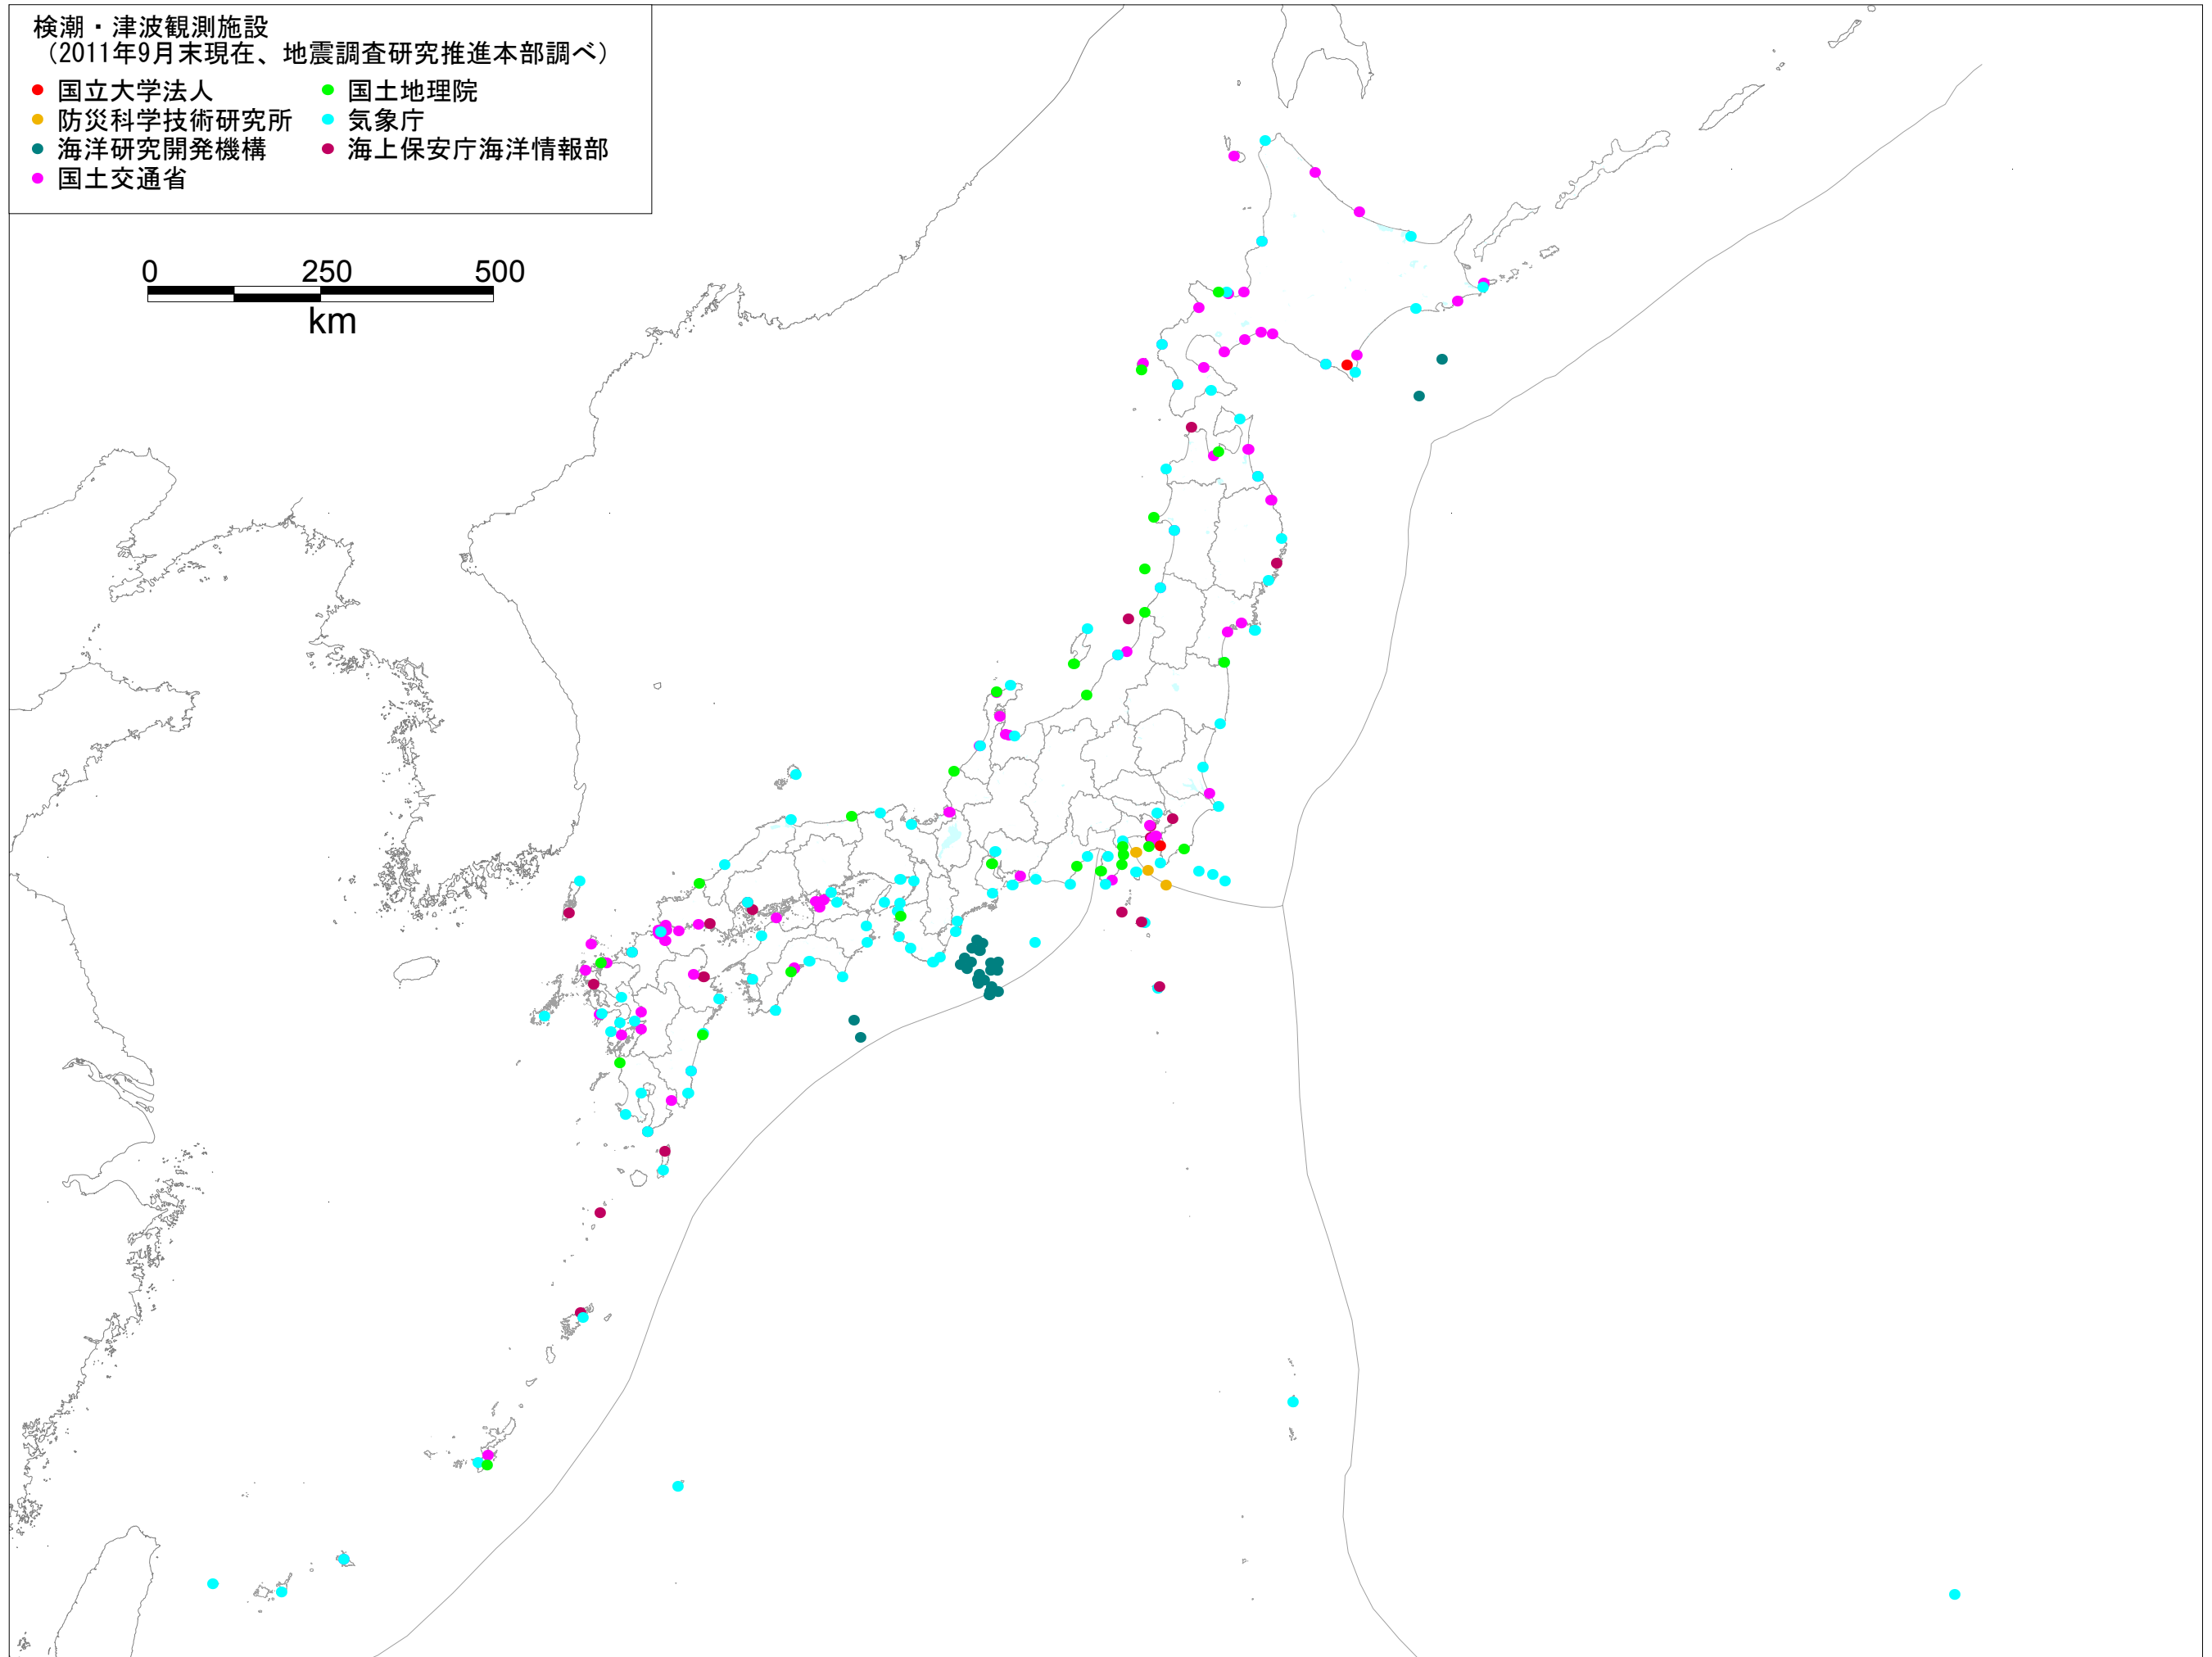 検潮・津波観測施設
（2011年9月末現在、地震調査研究推進本部調べ）
国立大学法人
国土地理院
防災科学技術研究所
気象庁
海洋研究開発機構
海上保安庁海洋情報部
国土交通省
0 250 500
km